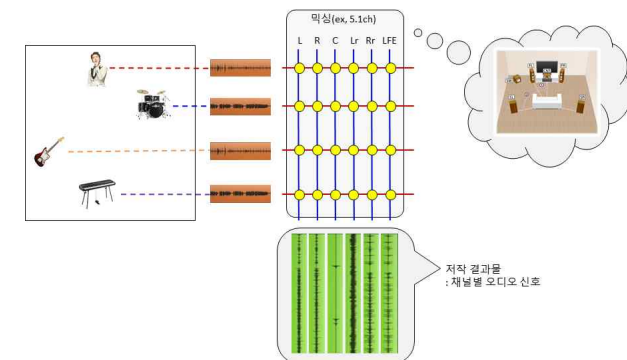 믹싱(ex, 5.1ch)
L R C Lr Rr LFE
저작 결과물
: 채널별 오디오 신호